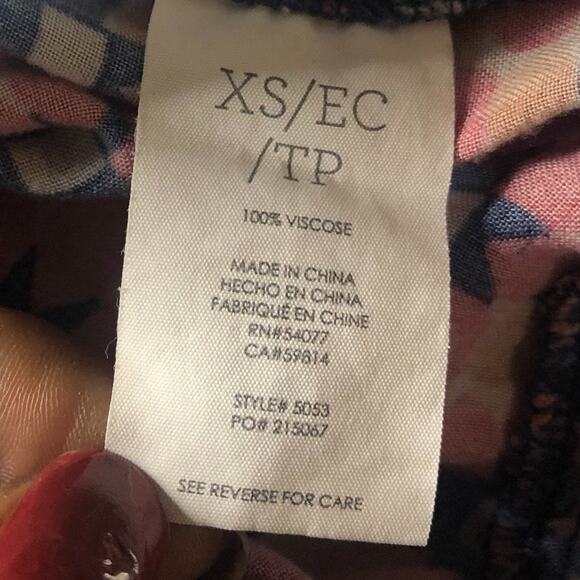 XS/EC
/TP
100% VISCOSE
MADE IN CHINA
HECHO EN CHINA
FABRIQUÉ EN CHINE
RN#54077
CA#59814
STYLE# 5053
PO# 215067
SEE REVERSE FOR CARE